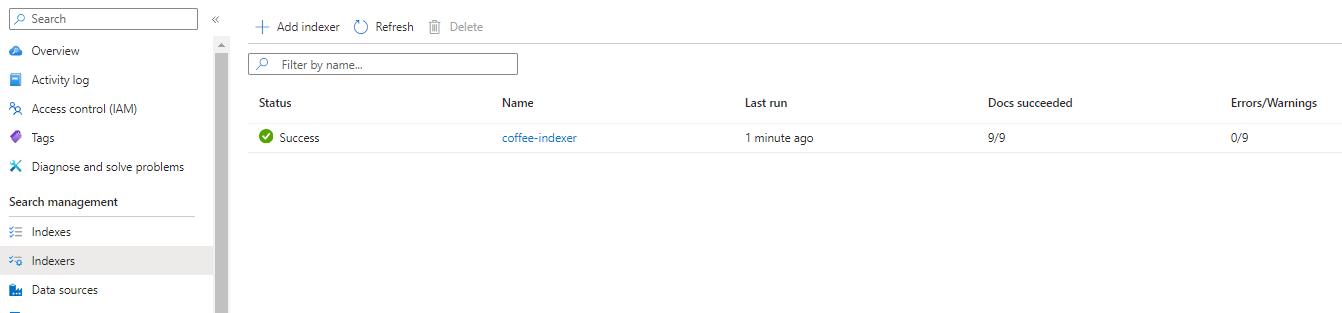 Search
Overview
Activity log
Access control (IAM)
Tags
Diagnose and solve problems
Search management
Indexes
Indexers
Data sources
Add indexer Refresh Delete
Filter by name...
Status Name Last run Docs succeeded Errors/Warnings
Success coffee-indexer 1 minute ago 9/9 0/9